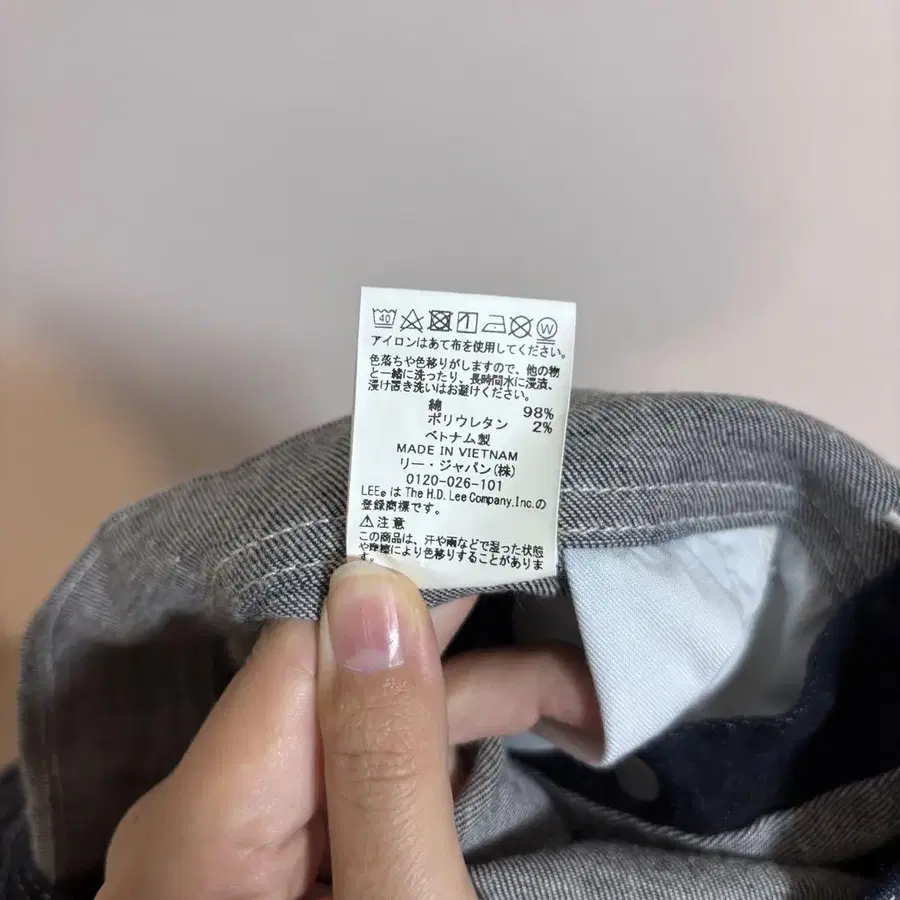 40 W
アイロンはあて布を使用してください。
色落ちや色移りがしますので、他の物
と一緒に洗ったり、長時間水に浸漬、
浸け置き洗いはお避けください。
綿 98%
ポリウレタン 2%
ベトナム製
MADE IN VIETNAM
リー・ジャパン(株)
0120-026-101
LEE®は The H.D. Lee Company,Inc.の
登録商標です。
⚠注意
この商品は、汗や雨などで湿った状態
や摩擦により色移りすることがありま
す。